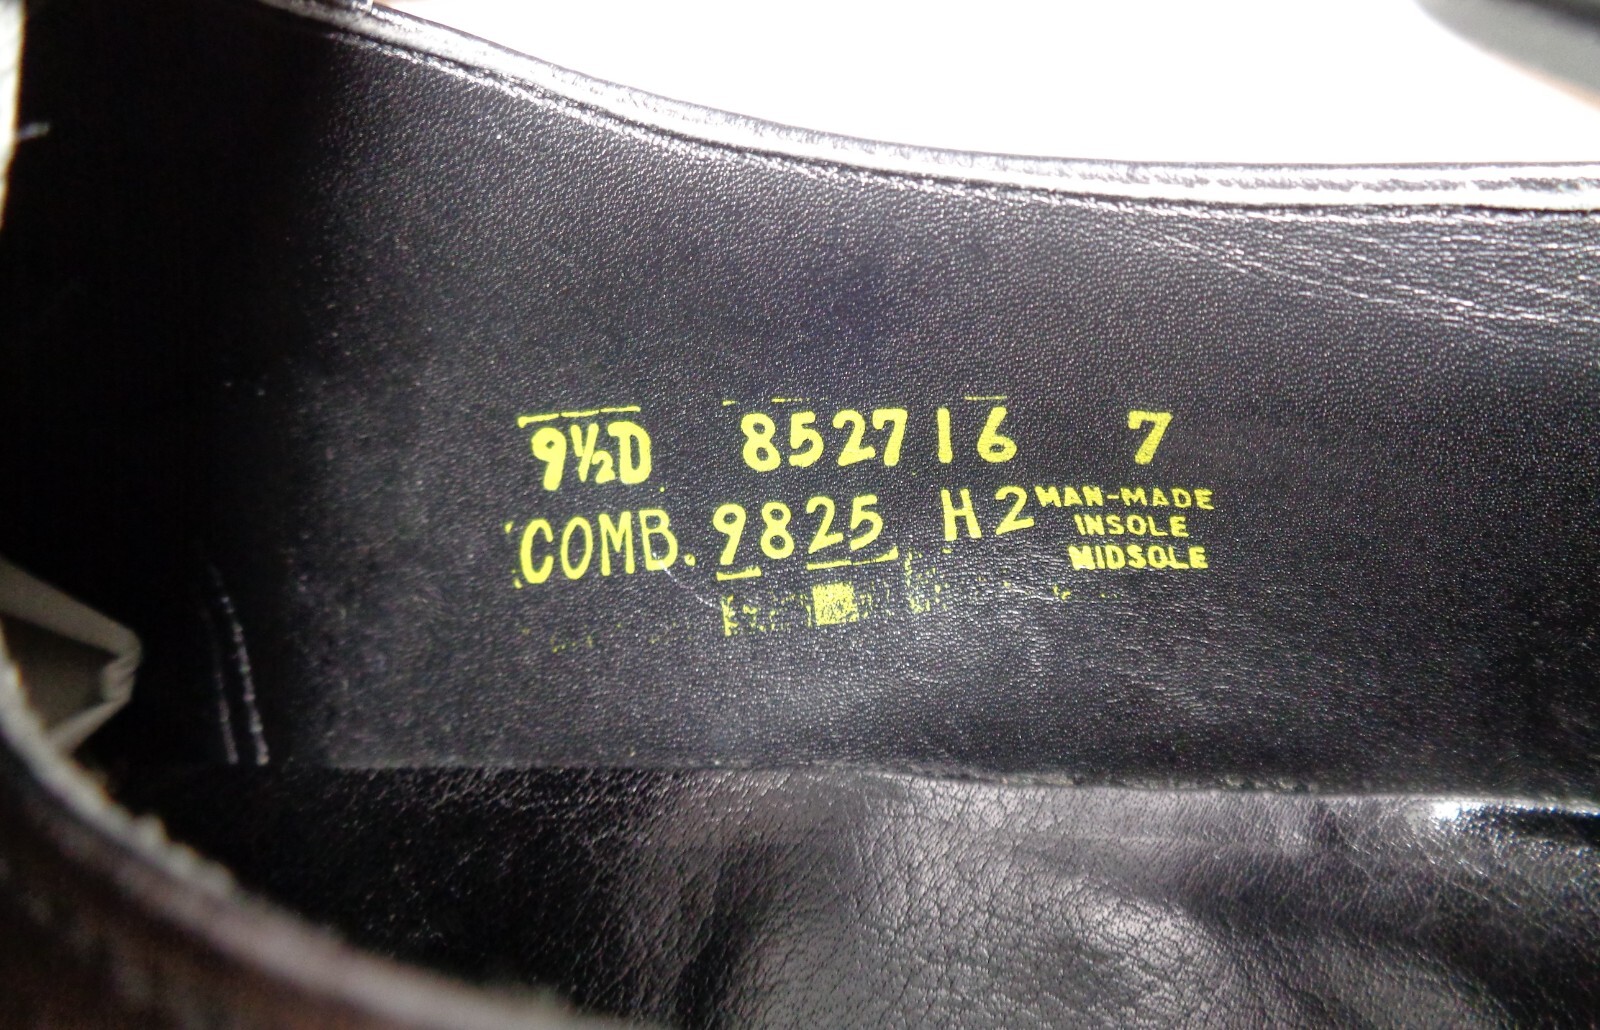 9½D 852716 7
COMB. 9825 H2 MAN-MADE
INSOLE
MIDSOLE